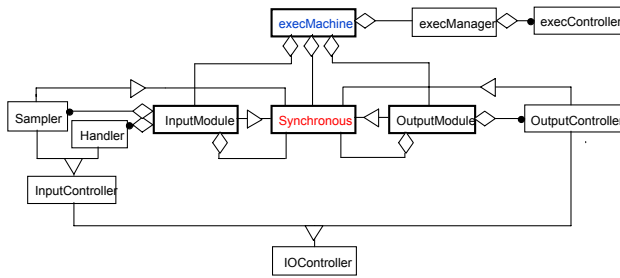 execMachine
execManager
execController
Sampler
Handler
InputModule
Synchronous
OutputModule
OutputController
InputController
IOController